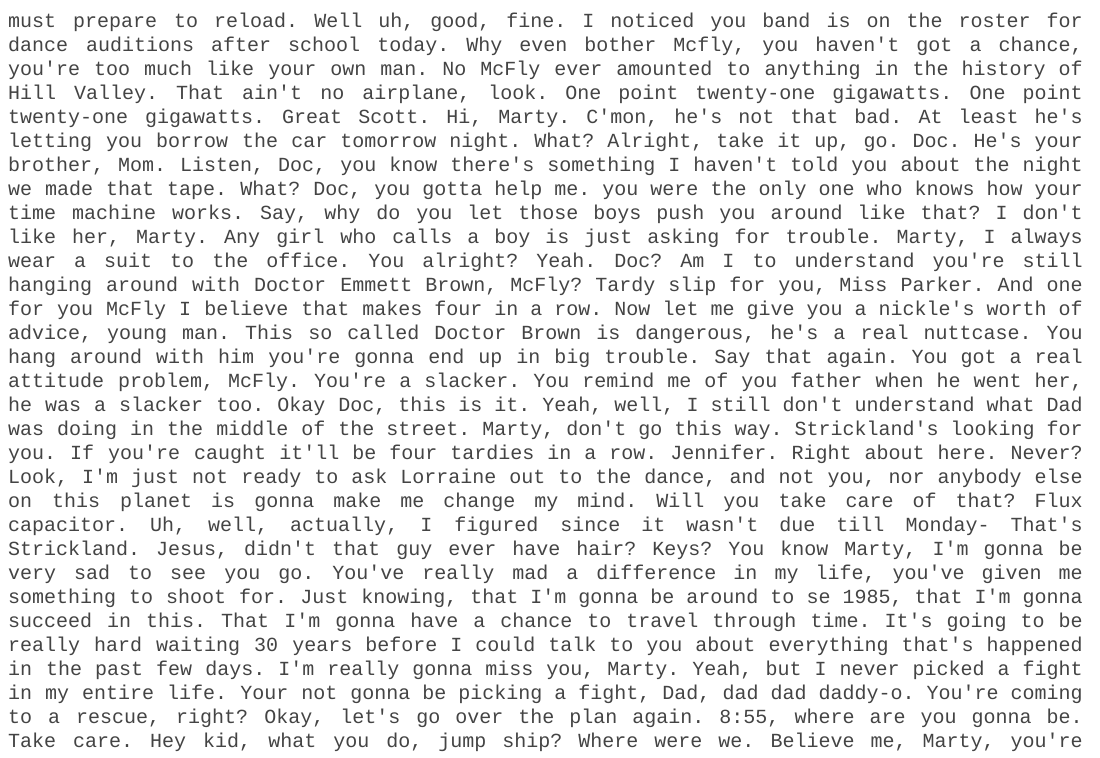 must prepare to reload. Well uh, good, fine. I noticed you band is on the roster for
dance auditions after school today. Why even bother Mcfly, you haven't got a chance,
you're too much like your own man. No McFly ever amounted to anything in the history of
Hill Valley. That ain't no airplane, look. One point twenty-one gigawatts. One point
twenty-one gigawatts. Great Scott. Hi, Marty. C'mon, he's not that bad. At least he's
letting you borrow the car tomorrow night. What? Alright, take it up, go. Doc. He's your
brother, Mom. Listen, Doc, you know there's something I haven't told you about the night
we made that tape. What? Doc, you gotta help me. you were the only one who knows how your
time machine works. Say, why do you let those boys push you around like that? I don't
like her, Marty. Any girl who calls a boy is just asking for trouble. Marty, I always
wear a suit to the office. You alright? Yeah. Doc? Am I to understand you're still
hanging around with Doctor Emmett Brown, McFly? Tardy slip for you, Miss Parker. And one
for you McFly I believe that makes four in a row. Now let me give you a nickle's worth of
advice, young man. This so called Doctor Brown is dangerous, he's a real nuttcase. You
hang around with him you're gonna end up in big trouble. Say that again. You got a real
attitude problem, McFly. You're a slacker. You remind me of you father when he went her,
he was a slacker too. Okay Doc, this is it. Yeah, well, I still don't understand what Dad
was doing in the middle of the street. Marty, don't go this way. Strickland's looking for
you. If you're caught it'll be four tardies in a row. Jennifer. Right about here. Never?
Look, I'm just not ready to ask Lorraine out to the dance, and not you, nor anybody else
on this planet is gonna make me change my mind. Will you take care of that? Flux
capacitor. Uh, well, actually, I figured since it wasn't due till Monday- That's
Strickland. Jesus, didn't that guy ever have hair? Keys? You know Marty, I'm gonna be
very sad to see you go. You've really mad a difference in my life, you've given me
something to shoot for. Just knowing, that I'm gonna be around to se 1985, that I'm gonna
succeed in this. That I'm gonna have a chance to travel through time. It's going to be
really hard waiting 30 years before I could talk to you about everything that's happened
in the past few days. I'm really gonna miss you, Marty. Yeah, but I never picked a fight
in my entire life. Your not gonna be picking a fight, Dad, dad dad daddy-o. You're coming
to a rescue, right? Okay, let's go over the plan again. 8:55, where are you gonna be.
Take care. Hey kid, what you do, jump ship? Where were we. Believe me, Marty, you're